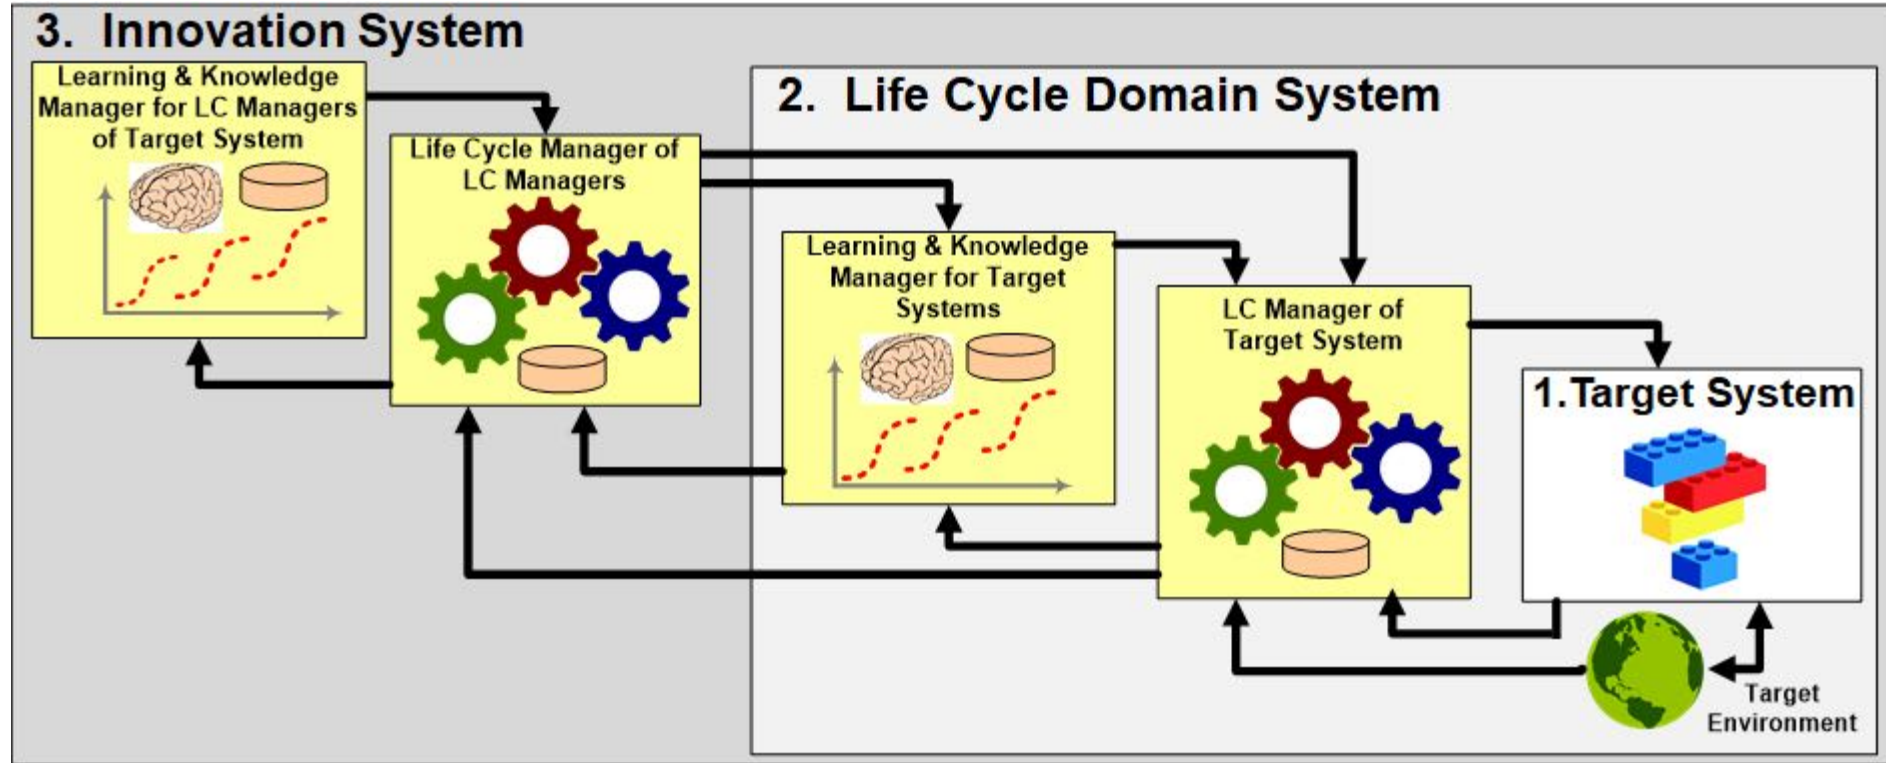 3. Innovation System
Learning & Knowledge
Manager for LC Managers
of Target System
2. Life Cycle Domain System
Life Cycle Manager of
LC Managers
Learning & Knowledge
Manager for Target
Systems
LC Manager of
Target System
1.Target System
Target
Environment